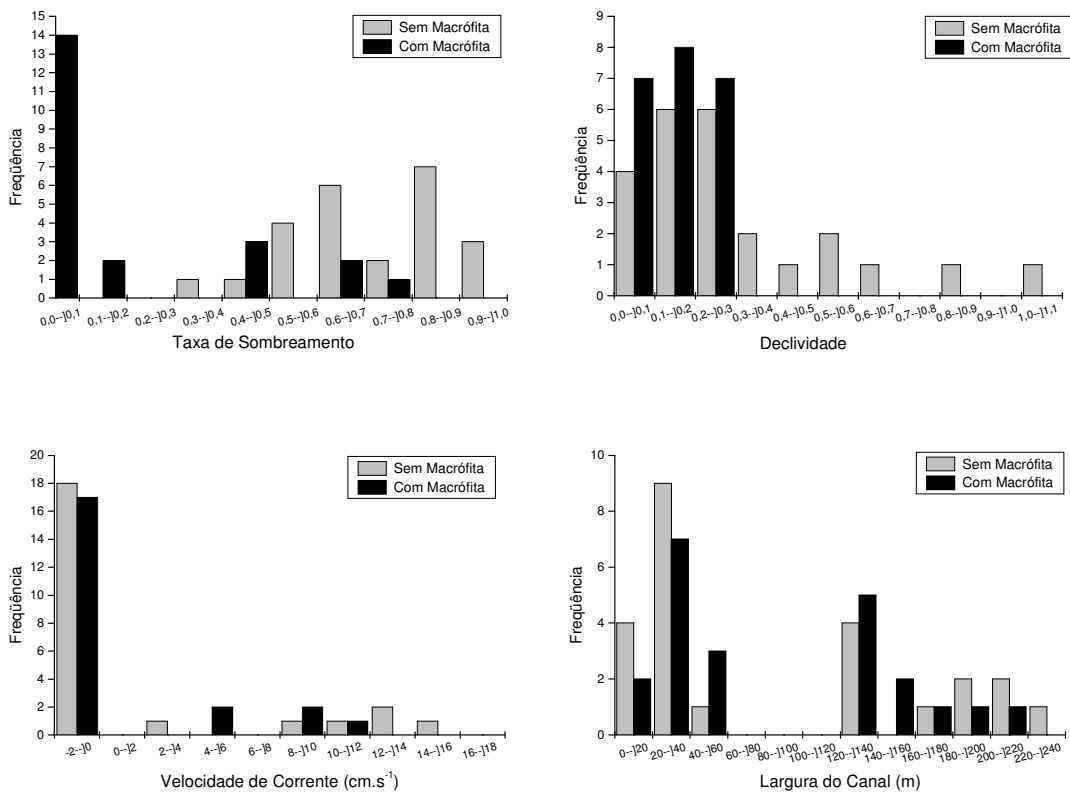 15
14
13
12
11
10
9
8
7
6
5
4
3
2
1
0
Freqüência
Sem Macrófita
Com Macrófita
0,0--|0,1 0,1--|0,2 0,2--|0,3 0,3--|0,4 0,4--|0,5 0,5--|0,6 0,6--|0,7 0,7--|0,8 0,8--|0,9 0,9--|1,0
Taxa de Sombreamento
9
8
7
6
5
4
3
2
1
0
Freqüência
Sem Macrófita
Com Macrófita
0,0--|0,1 0,1--|0,2 0,2--|0,3 0,3--|0,4 0,4--|0,5 0,5--|0,6 0,6--|0,7 0,7--|0,8 0,8--|0,9 0,9--|1,0 1,0--|1,1
Declividade
20
18
16
14
12
10
8
6
4
2
0
Freqüência
Sem Macrófita
Com Macrófita
-2--|0 0--|2 2--|4 4--|6 6--|8 8--|10 10--|12 12--|14 14--|16 16--|18
Velocidade de Corrente (cm.s⁻¹)
10
8
6
4
2
0
Freqüência
Sem Macrófita
Com Macrófita
0--|20 20--|40 40--|60 60--|80 80--|100 100--|120 120--|140 140--|160 160--|180 180--|200 200--|220 220--|240
Largura do Canal (m)